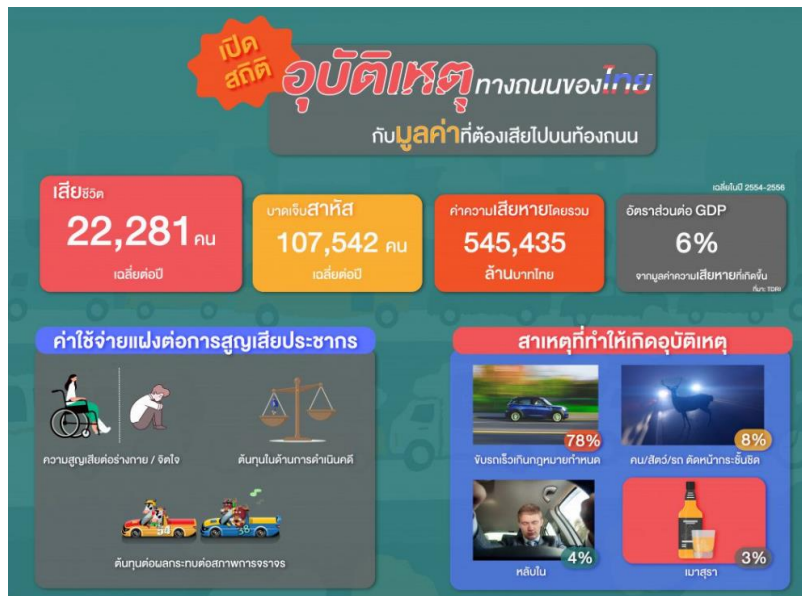 เปิด
สถิติ
อุบัติเหตุทางถนนของไทย
กับมูลค่าที่ต้องเสียไปบนท้องถนน
เฉลี่ยในปี 2554-2556
เสียชีวิต
22,281 คน
เฉลี่ยต่อปี
บาดเจ็บสาหัส
107,542 คน
เฉลี่ยต่อปี
ค่าความเสียหายโดยรวม
545,435
ล้านบาทไทย
อัตราส่วนต่อ GDP
6%
จากมูลค่าความเสียหายที่เกิดขึ้น
ที่มา: TDRI
ค่าใช้จ่ายแฝงต่อการสูญเสียประชากร
ความสูญเสียต่อร่างกาย / จิตใจ
ต้นทุนในด้านการดำเนินคดี
ต้นทุนต่อผลกระทบต่อสภาพการจราจร
สาเหตุที่ทำให้เกิดอุบัติเหตุ
78%
ขับรถเร็วเกินกฎหมายกำหนด
8%
คน/สัตว์/รถ ตัดหน้ากระชั้นชิด
4%
หลับใน
3%
เมาสุรา